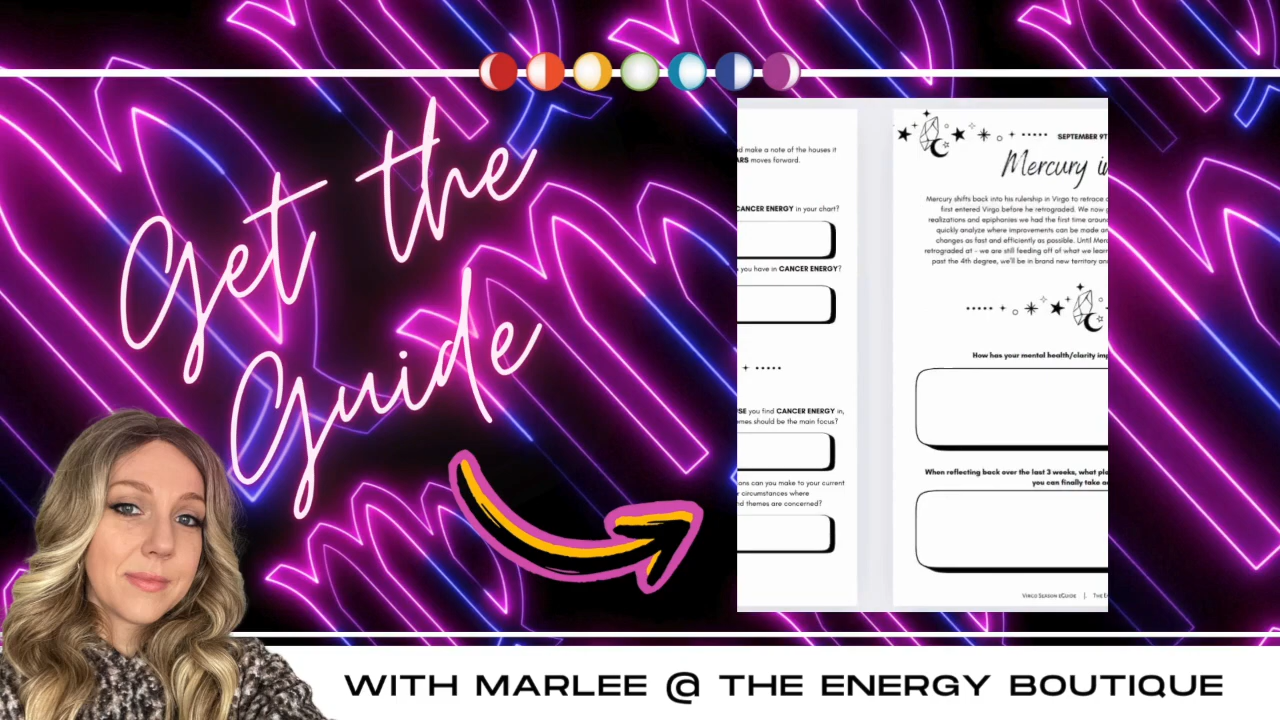 Get the
Guide
d make a note of the houses it
ARS moves forward.
CANCER ENERGY in your chart?
you have in CANCER ENERGY?
SE you find CANCER ENERGY in,
mes should be the main focus?
ons can you make to your current
r circumstances where
d themes are concerned?
SEPTEMBER 9T
Mercury i
Mercury shifts back into his rulership in Virgo to retrace
first entered Virgo before he retrograded. We now
realizations and epiphanies we had the first time aroun
quickly analyze where improvements can be made a
changes as fast and efficiently as possible. Until Mer
retrograded at - we are still feeding off of what we lear
past the 4th degree, we'll be in brand new territory an
How has your mental health/clarity im
When reflecting back over the last 3 weeks, what pl
you can finally take a
Virgo Season eGuide | The E
WITH MARLEE @ THE ENERGY BOUTIQUE